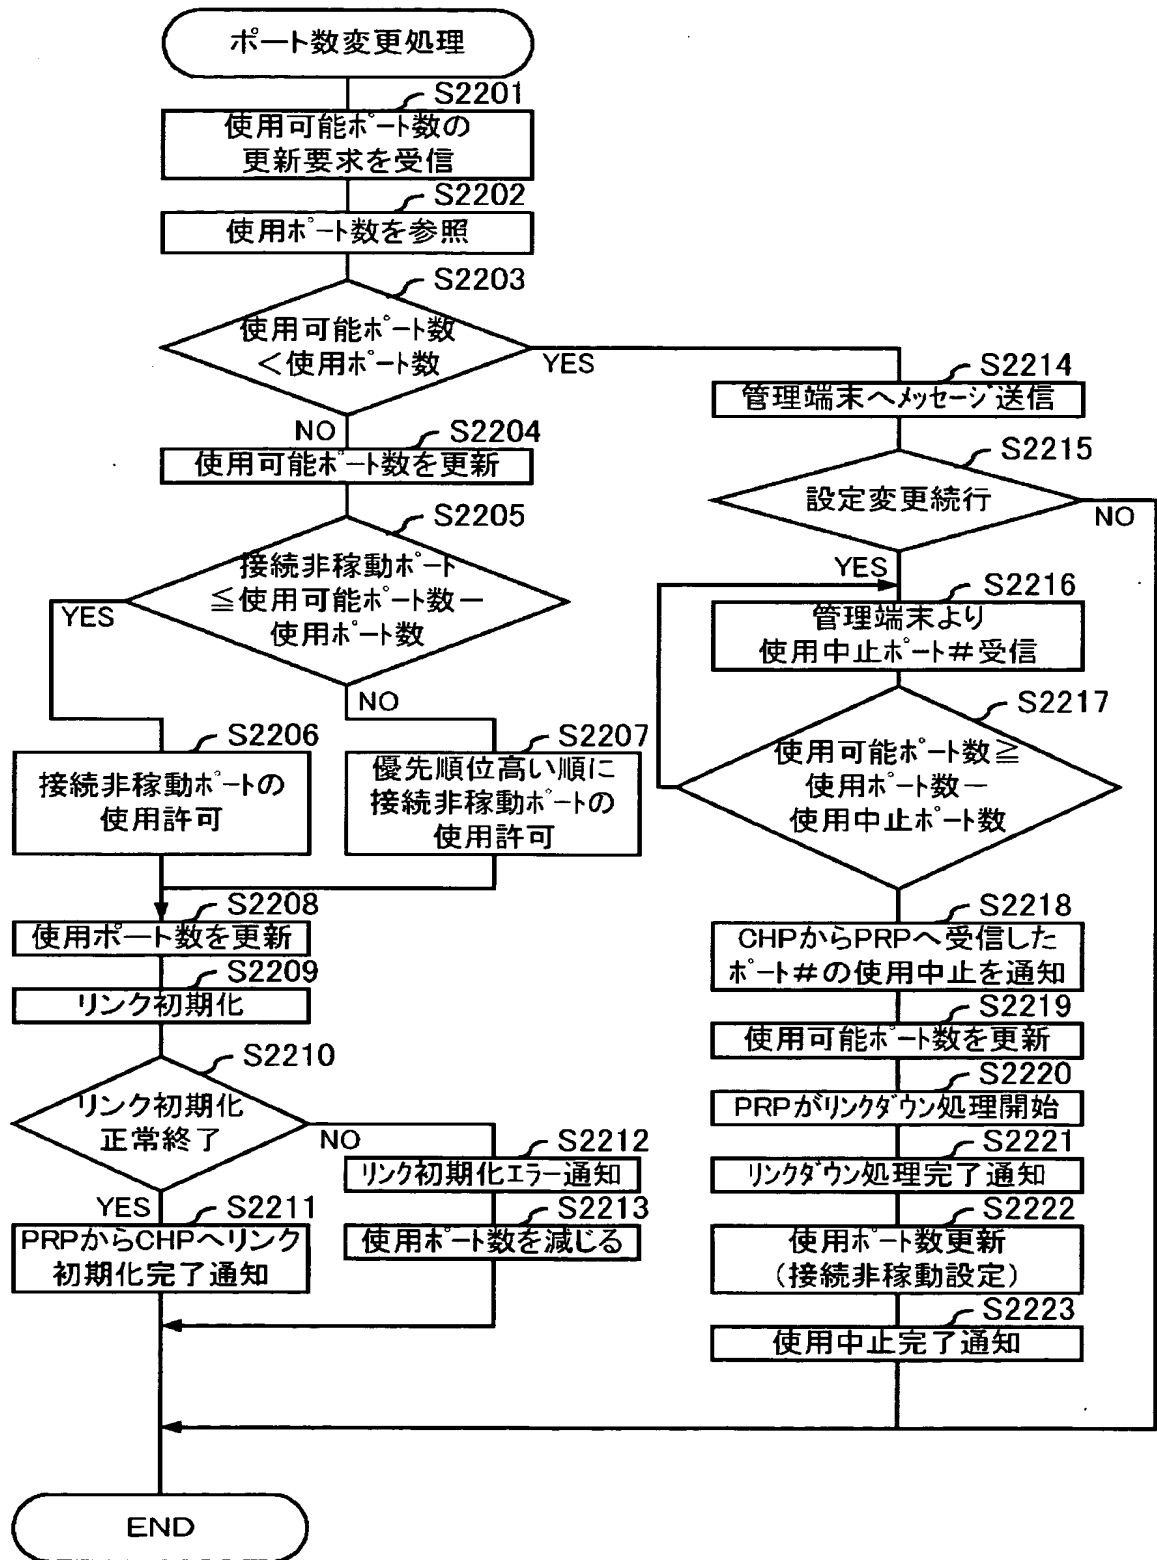 ポート数変更処理
S2201
使用可能ポート数の
更新要求を受信
S2202
使用ポート数を参照
S2203
使用可能ポート数
＜使用ポート数
YES
NO
S2204
使用可能ポート数を更新
S2205
接続非稼動ポート
≦使用可能ポート数－
使用ポート数
YES
NO
S2206
接続非稼動ポートの
使用許可
S2207
優先順位高い順に
接続非稼動ポートの
使用許可
S2208
使用ポート数を更新
S2209
リンク初期化
S2210
リンク初期化
正常終了
NO
YES
S2211
PRPからCHPへリンク
初期化完了通知
S2212
リンク初期化エラー通知
S2213
使用ポート数を減じる
S2214
管理端末へメッセージ送信
S2215
設定変更続行
NO
YES
S2216
管理端末より
使用中止ポート＃受信
S2217
使用可能ポート数≧
使用ポート数－
使用中止ポート数
S2218
CHPからPRPへ受信した
ポート＃の使用中止を通知
S2219
使用可能ポート数を更新
S2220
PRPがリンクダウン処理開始
S2221
リンクダウン処理完了通知
S2222
使用ポート数更新
（接続非稼動設定）
S2223
使用中止完了通知
END